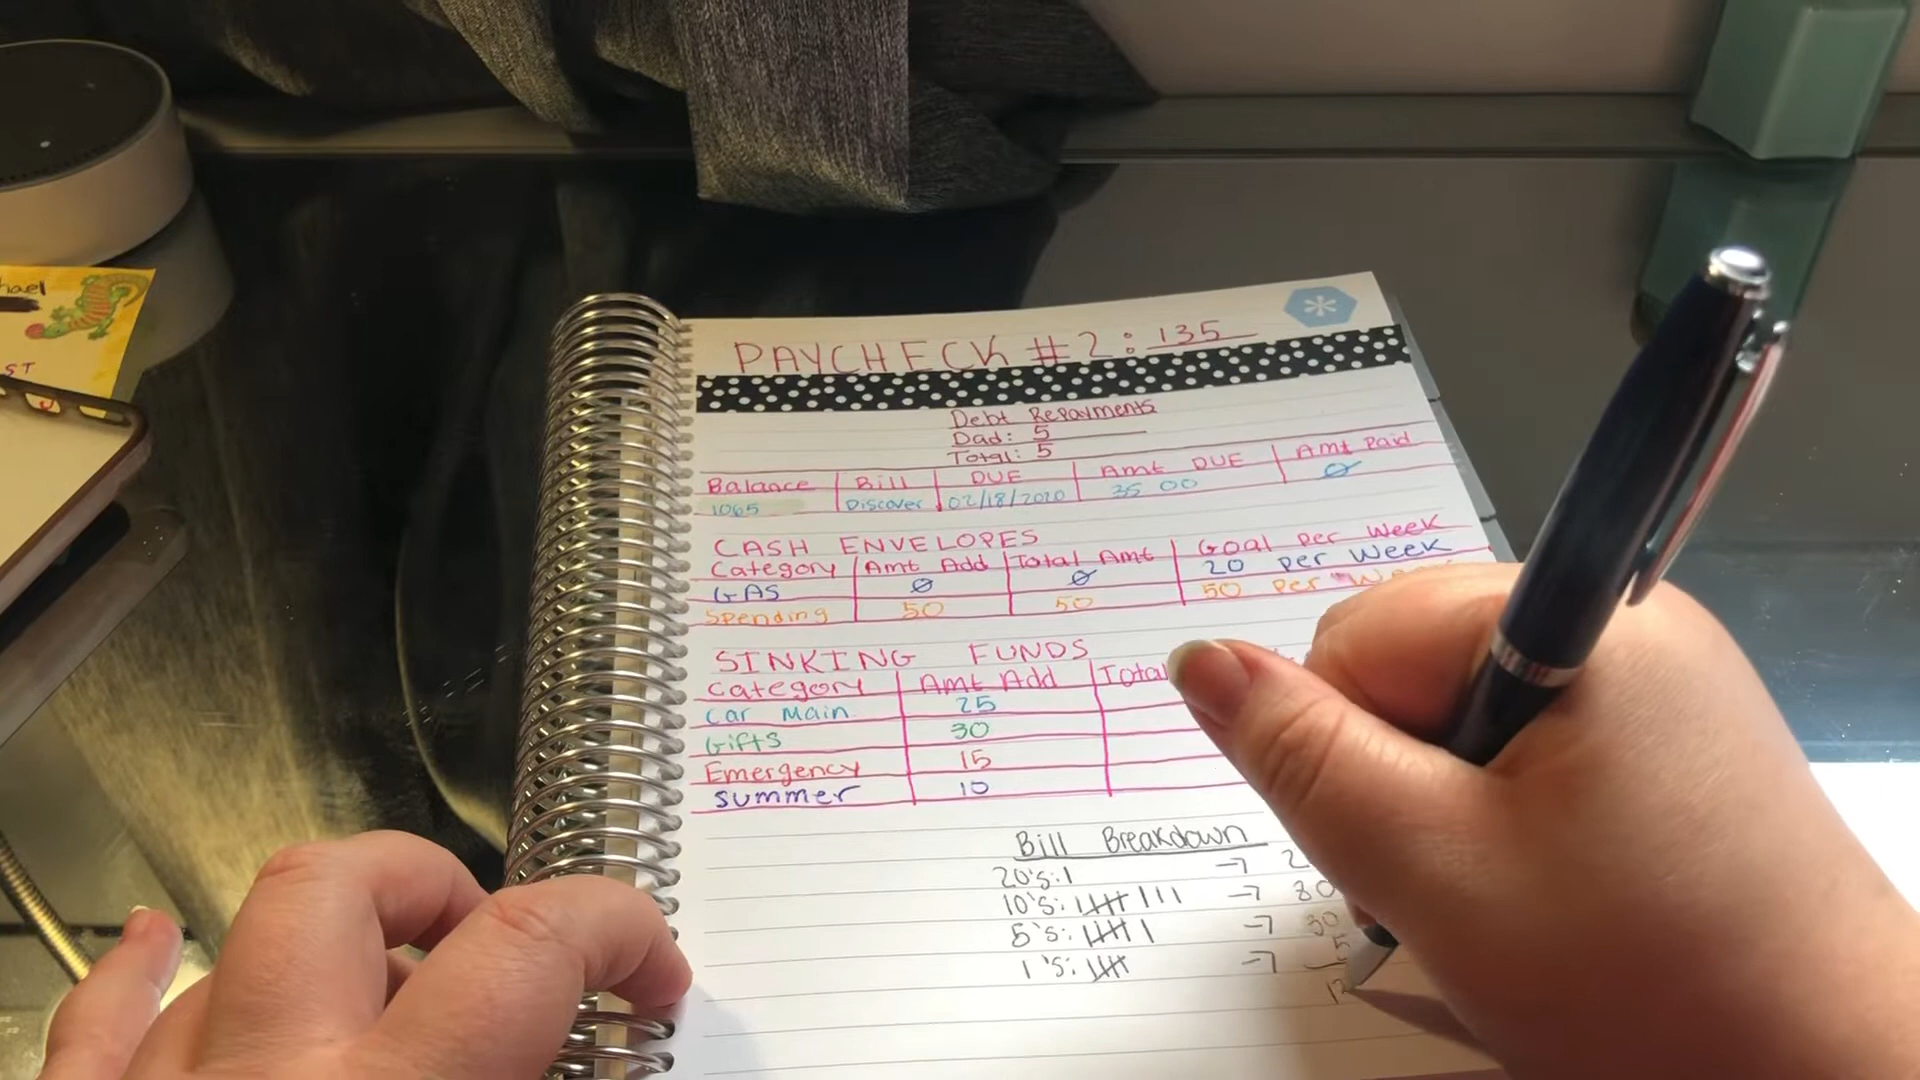 hael
ST
PAYCHECK #2: 135
Debt Repayments
Dad: 5
Total: 5
Balance Bill DUE Amt DUE Amt Paid
1065 Discover 02/18/2020 35 00 Ø
CASH ENVELOPES
Category Amt Add Total Amt Goal per Week
GAS Ø Ø 20 per Week
Spending 50 50 50 per
SINKING FUNDS
Category Amt Add Total
Car Main 25
Gifts 30
Emergency 15
Summer 10
Bill Breakdown
20's: I → 2
10's: 80
5's: 30
1's: 5